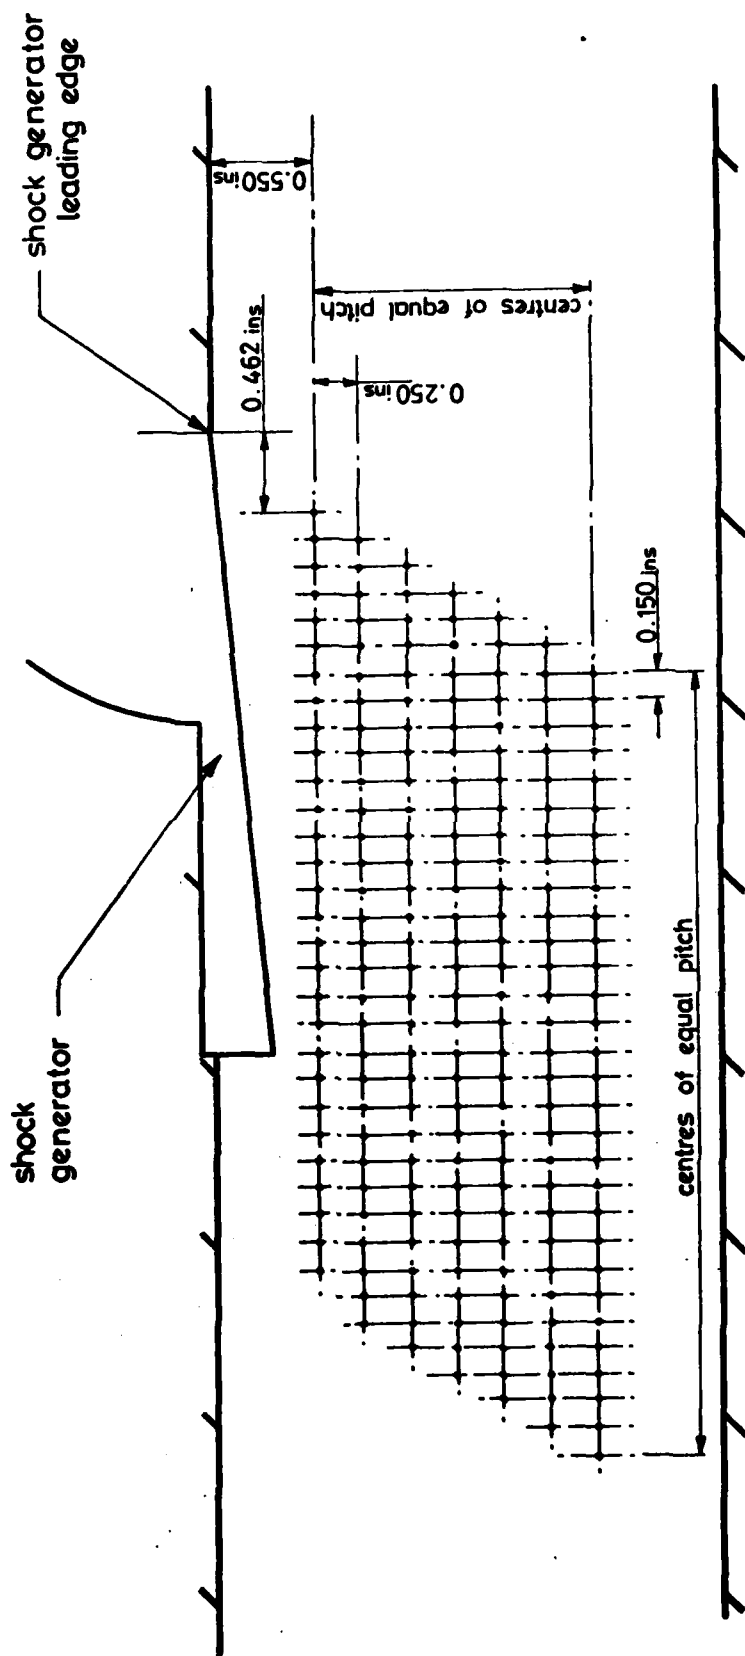 shock generator
leading edge
0.550 ins
0.462 ins
centres of equal pitch
0.250 ins
0.150 ins
shock
generator
centres of equal pitch